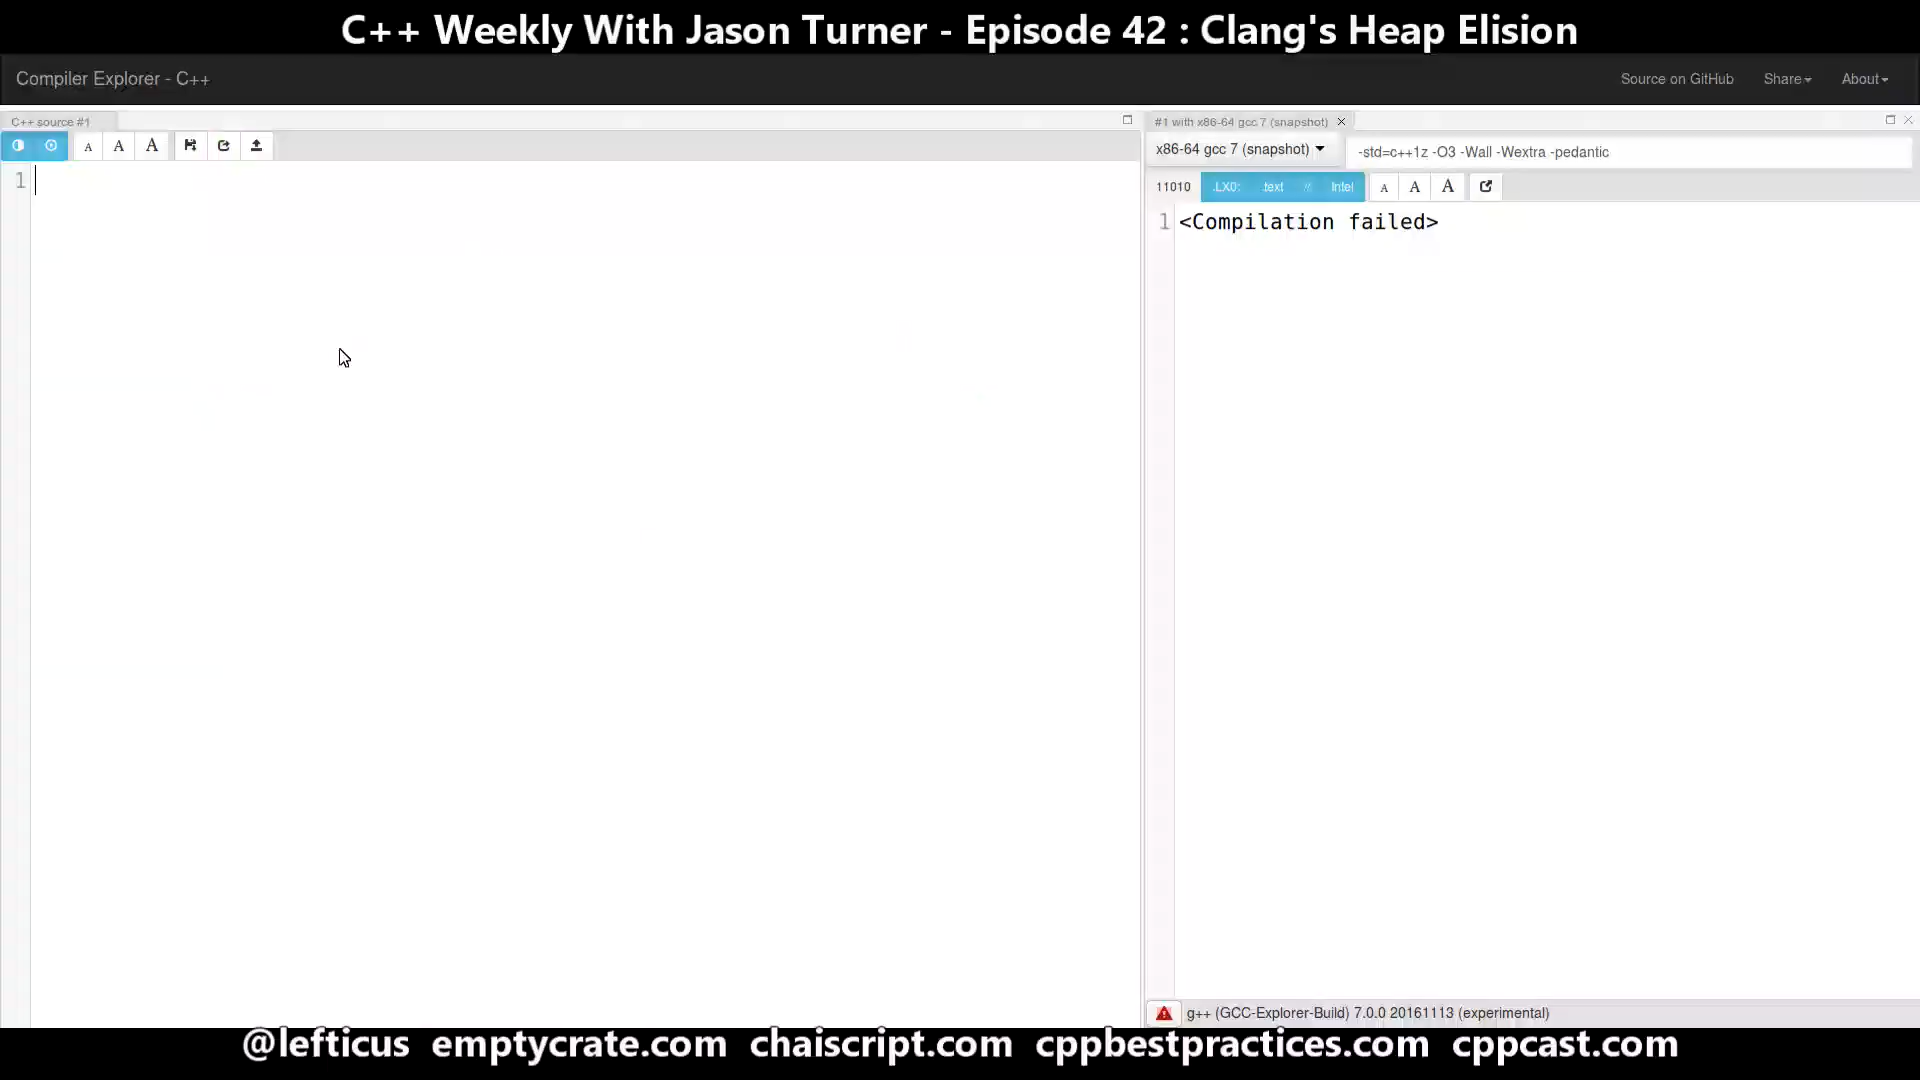 C++ Weekly With Jason Turner - Episode 42 : Clang's Heap Elision
Compiler Explorer - C++
Source on GitHub
Share
About
C++ source #1
A A A
1
#1 with x86-64 gcc 7 (snapshot)
x86-64 gcc 7 (snapshot)
-std=c++1z -O3 -Wall -Wextra -pedantic
11010
.LX0:
.text
//
Intel
A A A
1
<Compilation failed>
g++ (GCC-Explorer-Build) 7.0.0 20161113 (experimental)
@lefticus emptycrate.com chaiscript.com cppbestpractices.com cppcast.com